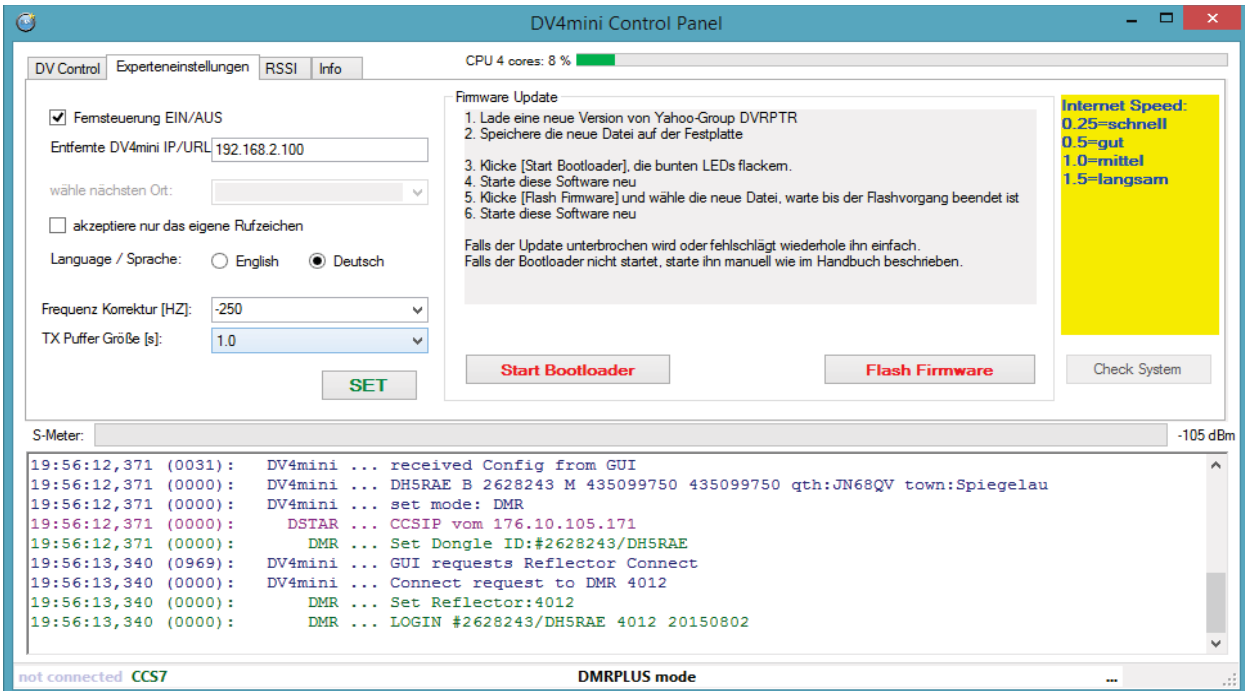 DV4mini Control Panel
DV Control Experteneinstellungen RSSI Info
CPU 4 cores: 8 %
Fernsteuerung EIN/AUS
Entfernte DV4mini IP/URL 192.168.2.100
wähle nächsten Ort:
akzeptiere nur das eigene Rufzeichen
Language / Sprache: English Deutsch
Frequenz Korrektur [HZ]: -250
TX Puffer Größe [s]: 1.0
SET
Firmware Update
1. Lade eine neue Version von Yahoo-Group DVRPTR
2. Speichere die neue Datei auf der Festplatte
3. Klicke [Start Bootloader], die bunten LEDs flackern.
4. Starte diese Software neu
5. Klicke [Flash Firmware] und wähle die neue Datei, warte bis der Flashvorgang beendet ist
6. Starte diese Software neu
Falls der Update unterbrochen wird oder fehlschlägt wiederhole ihn einfach.
Falls der Bootloader nicht startet, starte ihn manuell wie im Handbuch beschrieben.
Start Bootloader Flash Firmware
Internet Speed:
0.25=schnell
0.5=gut
1.0=mittel
1.5=langsam
Check System
S-Meter: -105 dBm
19:56:12,371 (0031): DV4mini ... received Config from GUI
19:56:12,371 (0000): DV4mini ... DH5RAE B 2628243 M 435099750 435099750 qth:JN68QV town:Spiegelau
19:56:12,371 (0000): DV4mini ... set mode: DMR
19:56:12,371 (0000): DSTAR ... CCSIP vom 176.10.105.171
19:56:12,371 (0000): DMR ... Set Dongle ID:#2628243/DH5RAE
19:56:13,340 (0969): DV4mini ... GUI requests Reflector Connect
19:56:13,340 (0000): DV4mini ... Connect request to DMR 4012
19:56:13,340 (0000): DMR ... Set Reflector:4012
19:56:13,340 (0000): DMR ... LOGIN #2628243/DH5RAE 4012 20150802
not connected CCS7 DMRPLUS mode ...